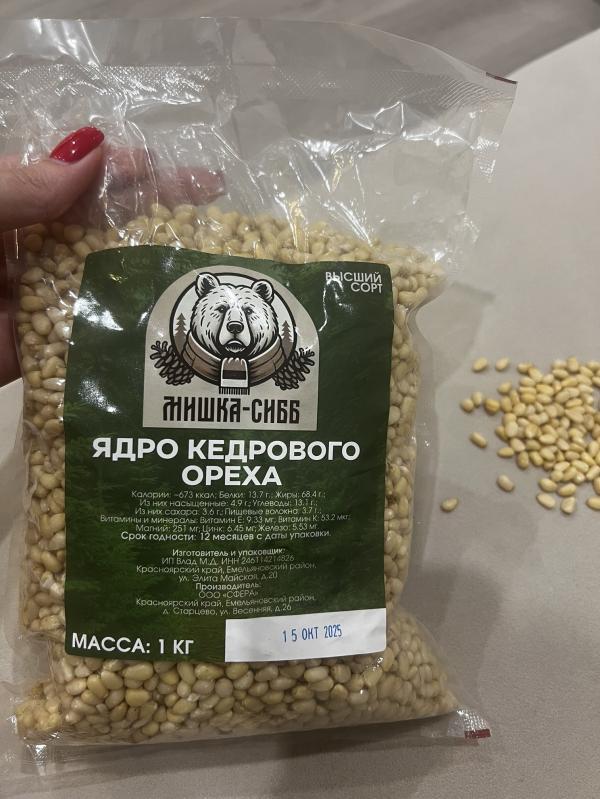 ВЫСШИЙ
СОРТ
МИШКА-СИББ
ЯДРО КЕДРОВОГО
ОРЕХА
Калории: ~673 ккал; Белки: 13.7 г.; Жиры: 68.4 г.;
Из них насыщенные: 4.9 г.; Углеводы: 13.1 г.;
Из них сахара: 3.6 г.; Пищевые волокна: 3.7 г.;
Витамины и минералы: Витамин Е: 9.33 мг; Витамин К: 53.2 мкг;
Магний: 251 мг; Цинк: 6.45 мг; Железо: 5.53 мг.
Срок годности: 12 месяцев с даты упаковки.
Изготовитель и упаковщик:
ИП Влад М.Д. ИНН 246114214826
Красноярский край, Емельяновский район,
ул. Элита Майская, д.20
Производитель:
ООО «СФЕРА»
Красноярский край, Емельяновский район,
д. Старцево, ул. Весенняя, д.26
МАССА: 1 КГ
15 ОКТ 2025